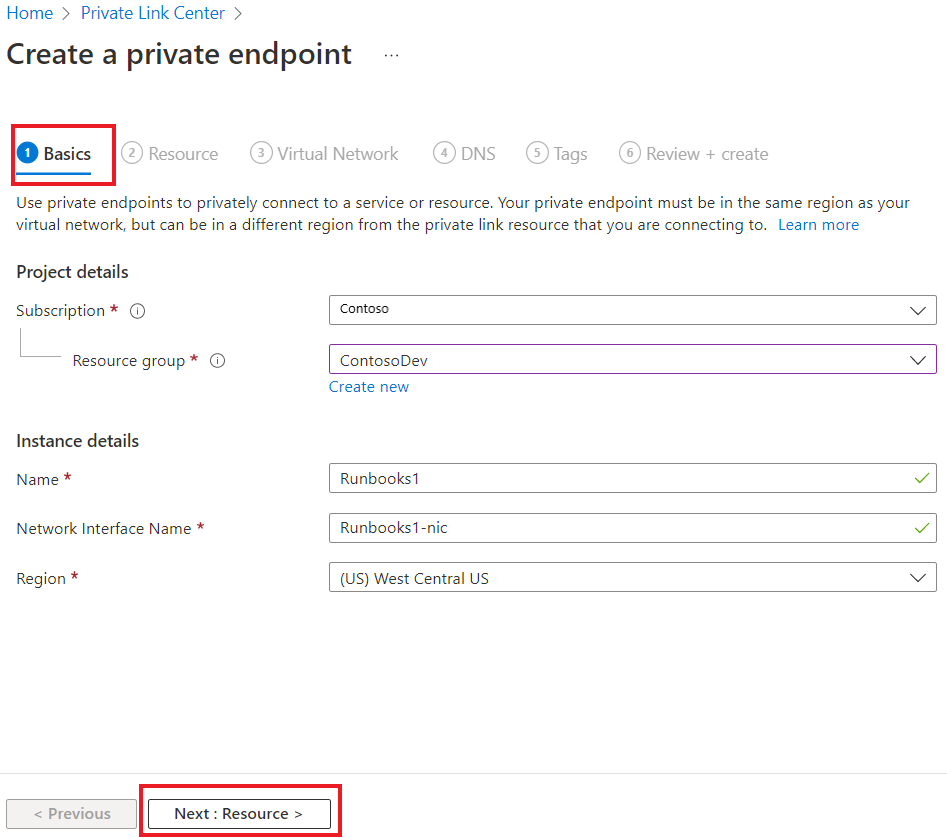 Home > Private Link Center >
Create a private endpoint ...
1 Basics 2 Resource 3 Virtual Network 4 DNS 5 Tags 6 Review + create
Use private endpoints to privately connect to a service or resource. Your private endpoint must be in the same region as your
virtual network, but can be in a different region from the private link resource that you are connecting to. Learn more
Project details
Subscription * Contoso
Resource group * ContosoDev
Create new
Instance details
Name * Runbooks1
Network Interface Name * Runbooks1-nic
Region * (US) West Central US
< Previous Next : Resource >